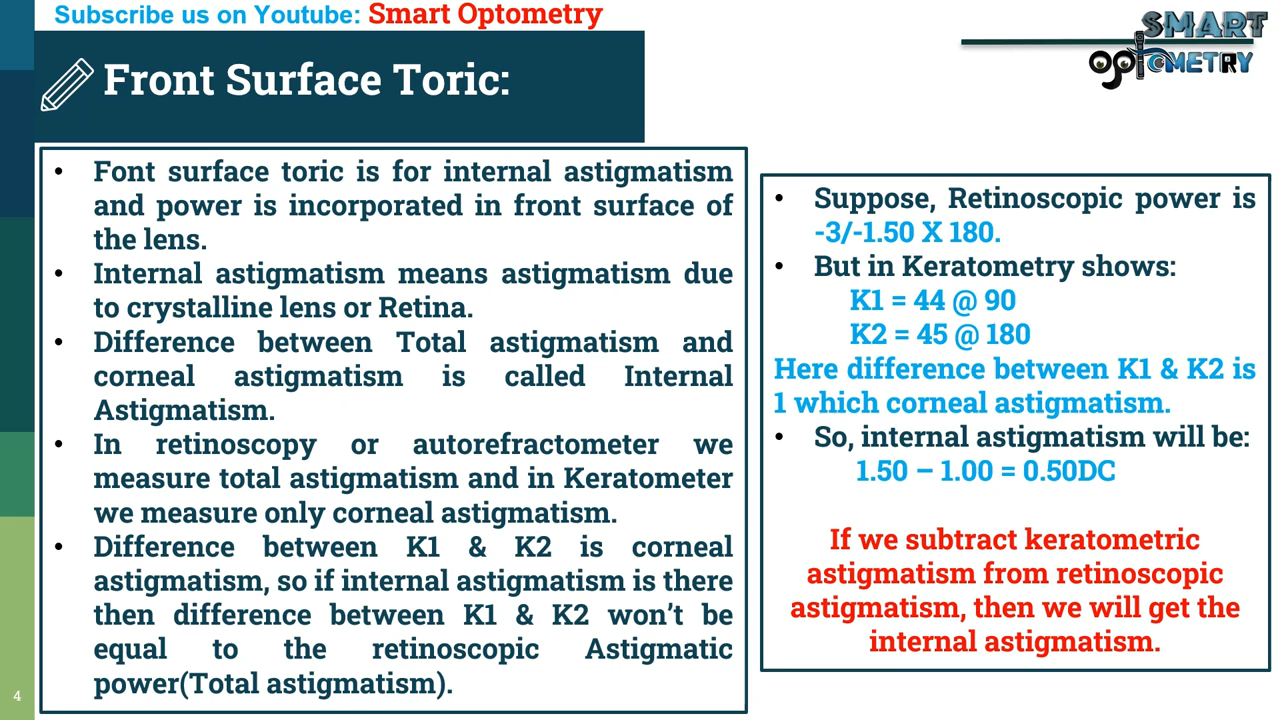 Subscribe us on Youtube: Smart Optometry
SMART
OPTOMETRY
Front Surface Toric:
• Font surface toric is for internal astigmatism
and power is incorporated in front surface of
the lens.
• Internal astigmatism means astigmatism due
to crystalline lens or Retina.
• Difference between Total astigmatism and
corneal astigmatism is called Internal
Astigmatism.
• In retinoscopy or autorefractometer we
measure total astigmatism and in Keratometer
we measure only corneal astigmatism.
• Difference between K1 & K2 is corneal
astigmatism, so if internal astigmatism is there
then difference between K1 & K2 won't be
equal to the retinoscopic Astigmatic
power(Total astigmatism).
• Suppose, Retinoscopic power is
-3/-1.50 X 180.
• But in Keratometry shows:
K1 = 44 @ 90
K2 = 45 @ 180
Here difference between K1 & K2 is
1 which corneal astigmatism.
• So, internal astigmatism will be:
1.50 – 1.00 = 0.50DC
If we subtract keratometric
astigmatism from retinoscopic
astigmatism, then we will get the
internal astigmatism.
4